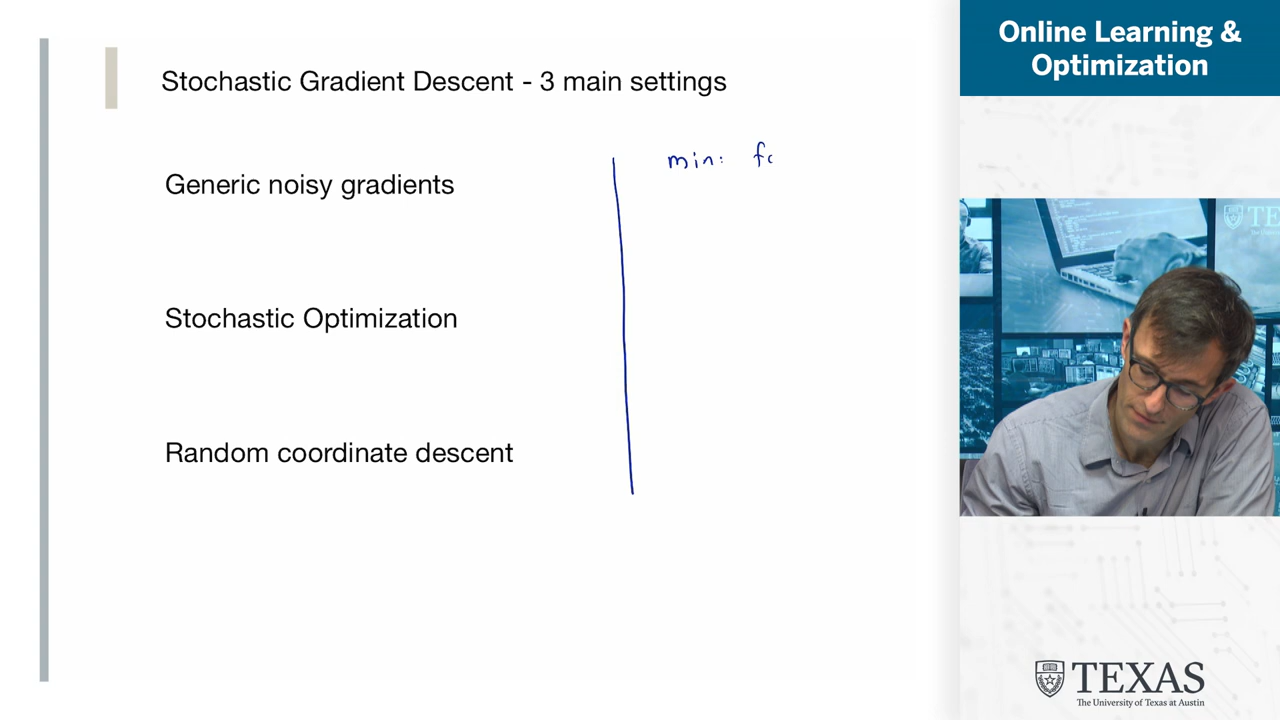 Stochastic Gradient Descent - 3 main settings
Generic noisy gradients
min: f(
Stochastic Optimization
Random coordinate descent
Online Learning &
Optimization
TE
TEXAS
The University of Texas at Austin